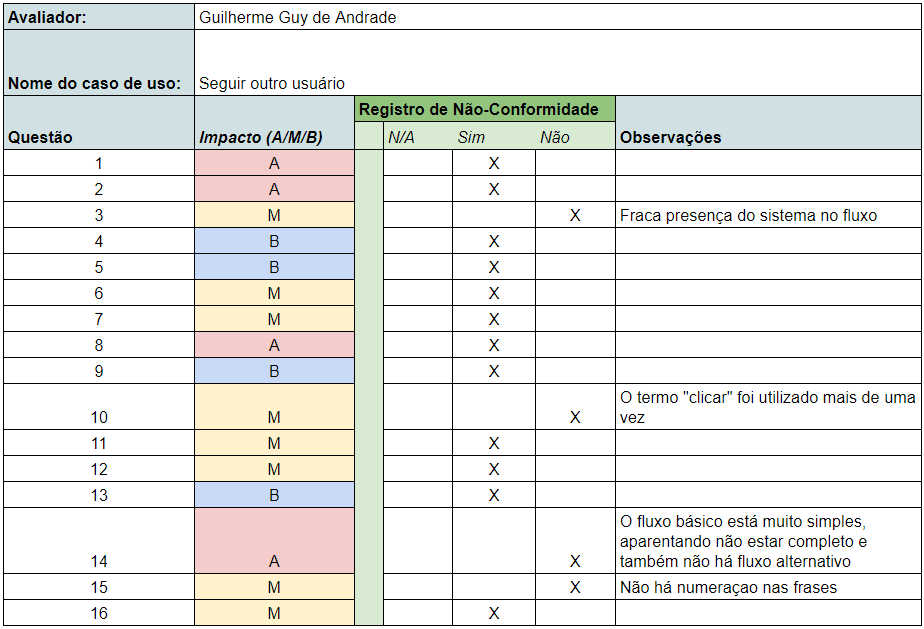 Avaliador: Guilherme Guy de Andrade
Nome do caso de uso: Seguir outro usuário
Registro de Não-Conformidade
Questão Impacto (A/M/B) N/A Sim Não Observações
1 A X
2 A X
3 M X Fraca presença do sistema no fluxo
4 B X
5 B X
6 M X
7 M X
8 A X
9 B X
O termo "clicar" foi utilizado mais de uma
10 M X vez
11 M X
12 M X
13 B X
O fluxo básico está muito simples,
aparentando não estar completo e
14 A X também não há fluxo alternativo
15 M X Não há numeraçao nas frases
16 M X